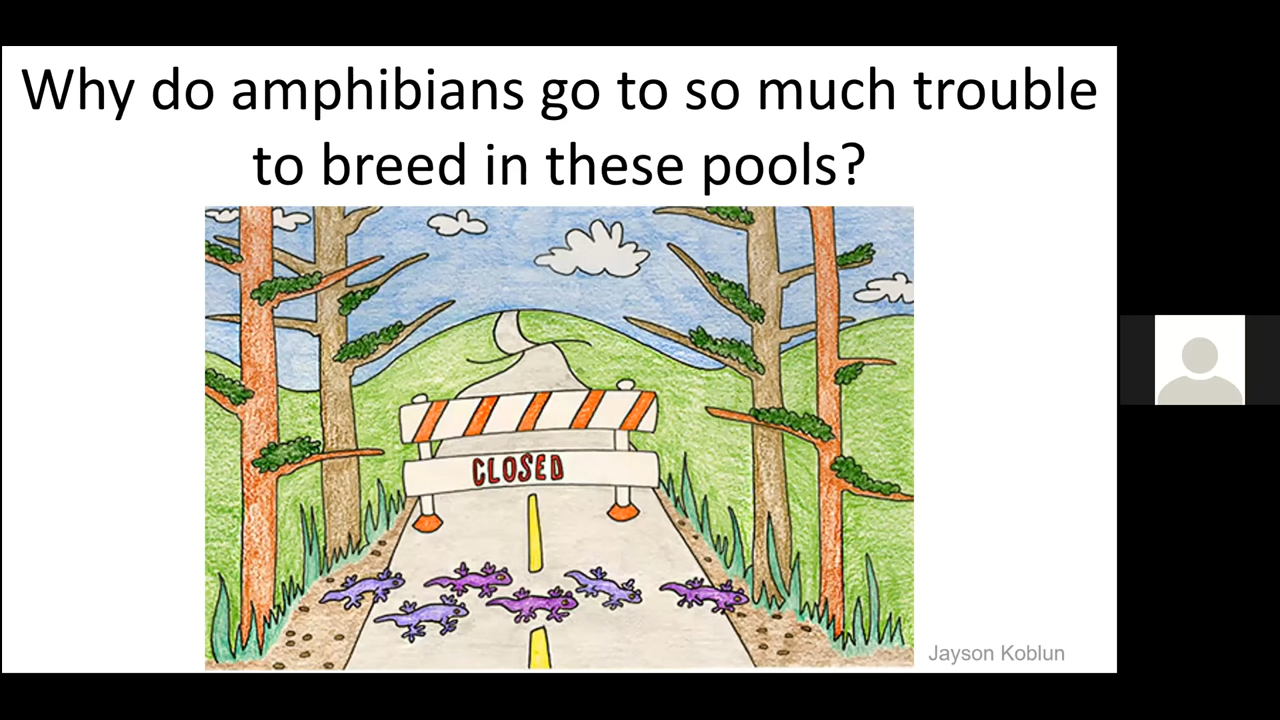 Why do amphibians go to so much trouble
to breed in these pools?
CLOSED
Jayson Koblun